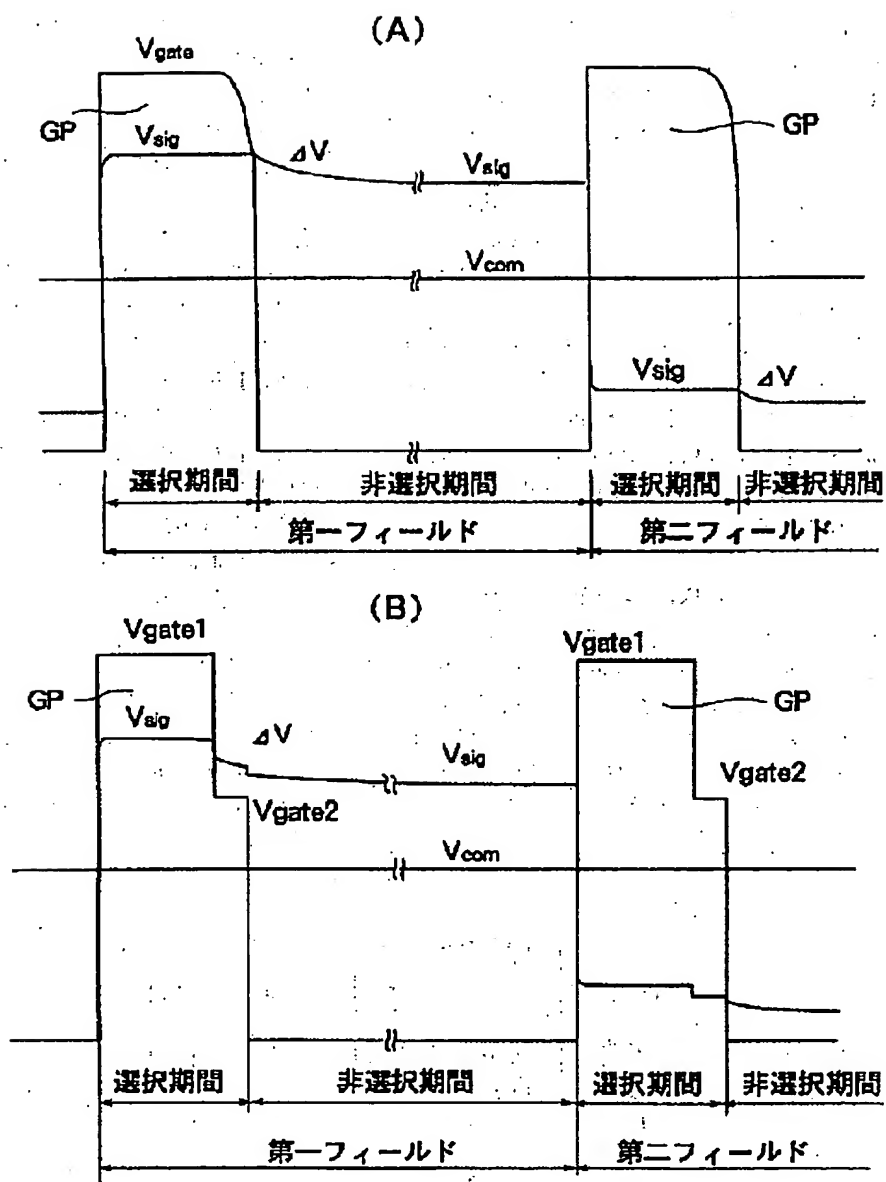 (A)
Vgate
GP
Vsig
⊿V
Vsig
GP
Vcom
Vsig
⊿V
選択期間
非選択期間
選択期間
非選択期間
第一フィールド
第二フィールド
(B)
Vgate1
Vgate1
GP
Vsig
⊿V
Vsig
GP
Vgate2
Vgate2
Vcom
選択期間
非選択期間
選択期間
非選択期間
第一フィールド
第二フィールド